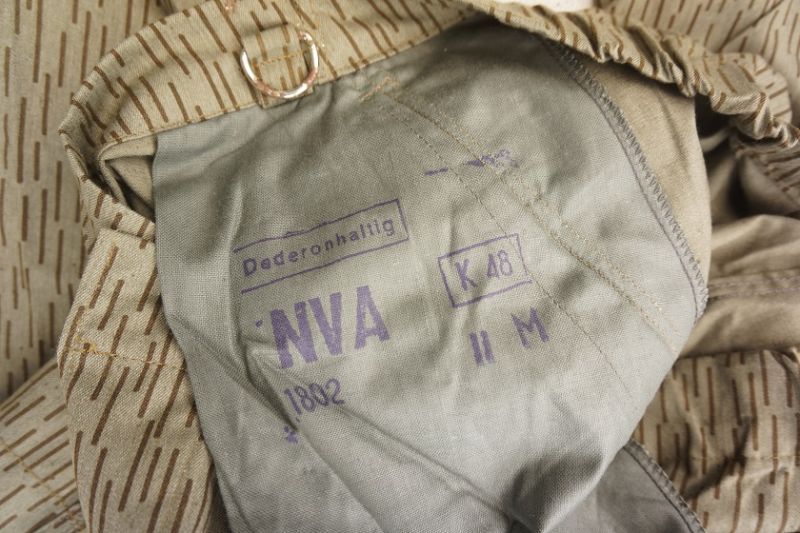 Dederonhaltig
K 48
NVA
II M
1802